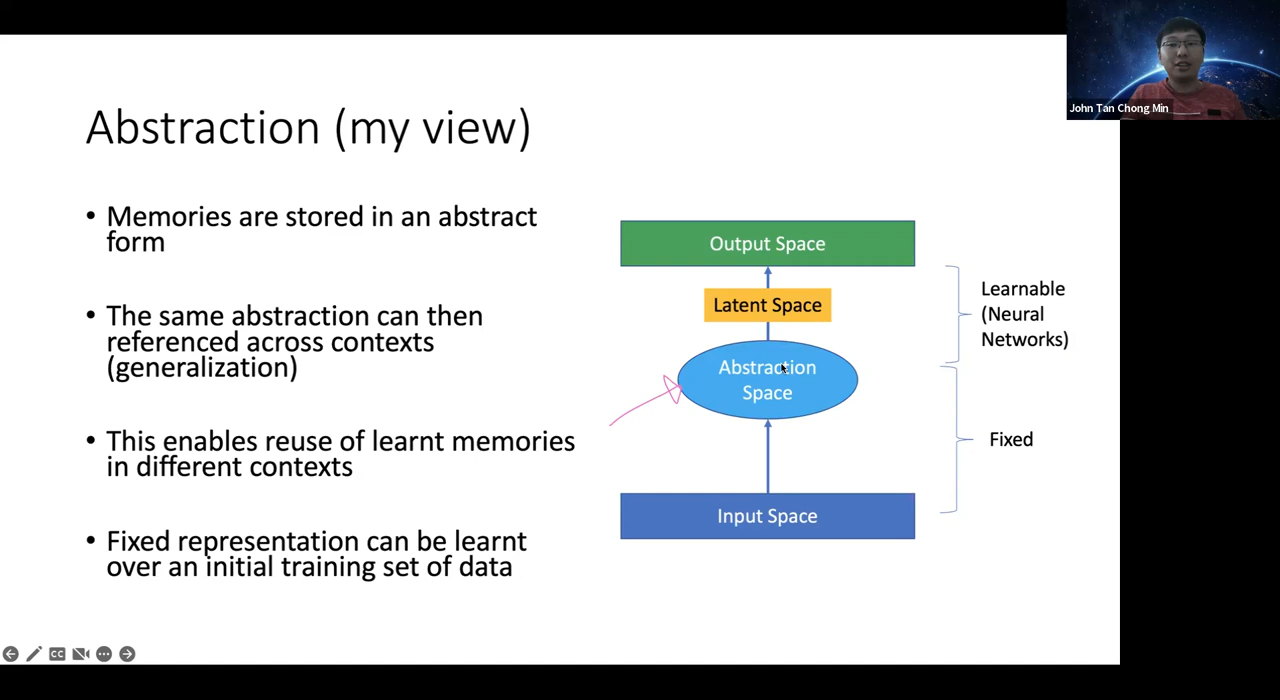 John Tan Chong Min
Abstraction (my view)
• Memories are stored in an abstract
form
• The same abstraction can then
referenced across contexts
(generalization)
• This enables reuse of learnt memories
in different contexts
• Fixed representation can be learnt
over an initial training set of data
Output Space
Latent Space
Abstraction
Space
Input Space
Learnable
(Neural
Networks)
Fixed
CC